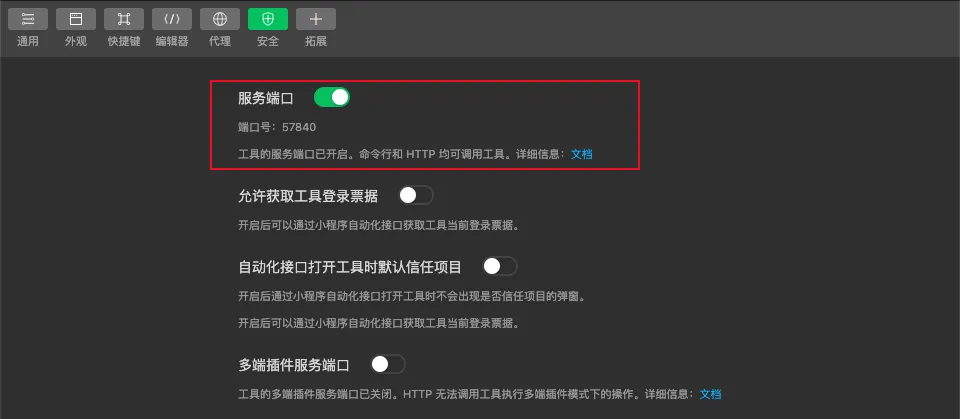 通用 外观 快捷键 编辑器 代理 安全 拓展
服务端口
端口号：57840
工具的服务端口已开启。命令行和 HTTP 均可调用工具。详细信息：文档
允许获取工具登录票据
开启后可以通过小程序自动化接口获取工具当前登录票据。
自动化接口打开工具时默认信任项目
开启后通过小程序自动化接口打开工具时不会出现是否信任项目的弹窗。
开启后可以通过小程序自动化接口获取工具当前登录票据。
多端插件服务端口
工具的多端插件服务端口已关闭。HTTP 无法调用工具执行多端插件模式下的操作。详细信息：文档